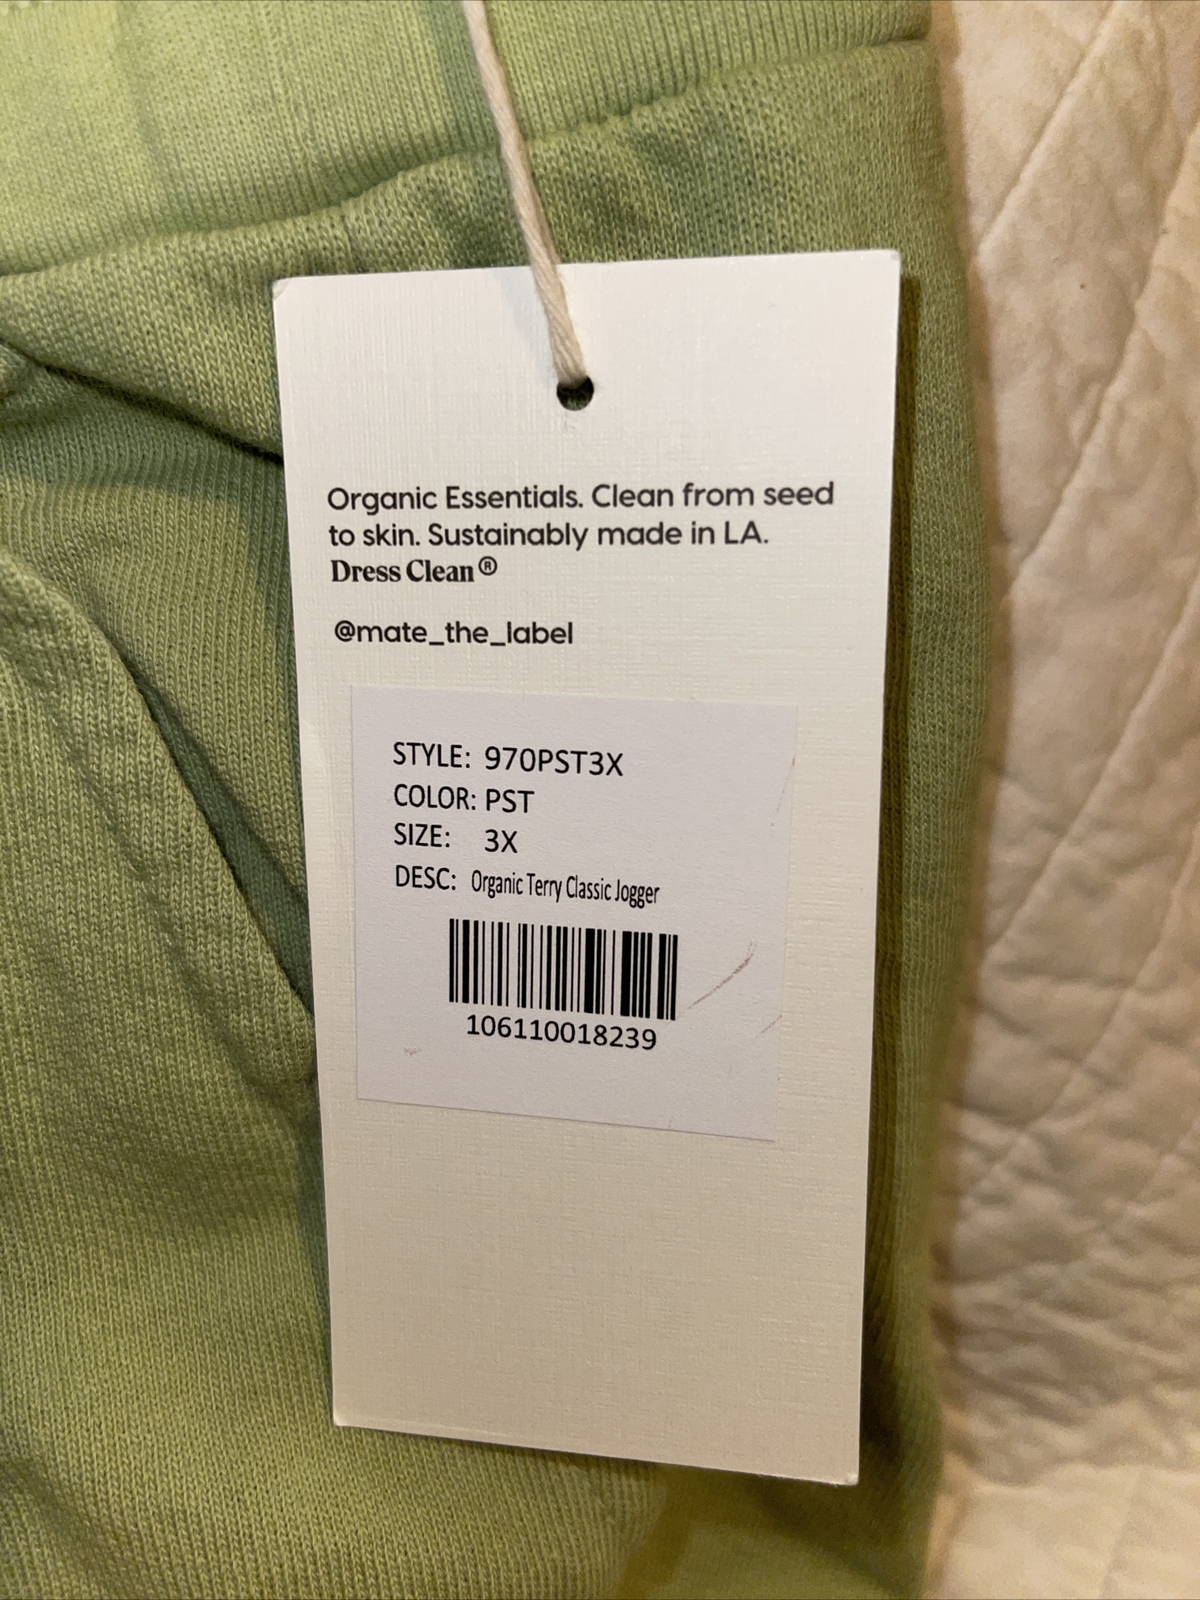 Organic Essentials. Clean from seed
to skin. Sustainably made in LA.
Dress Clean®
@mate_the_label
STYLE: 970PST3X
COLOR: PST
SIZE: 3X
DESC: Organic Terry Classic Jogger
106110018239